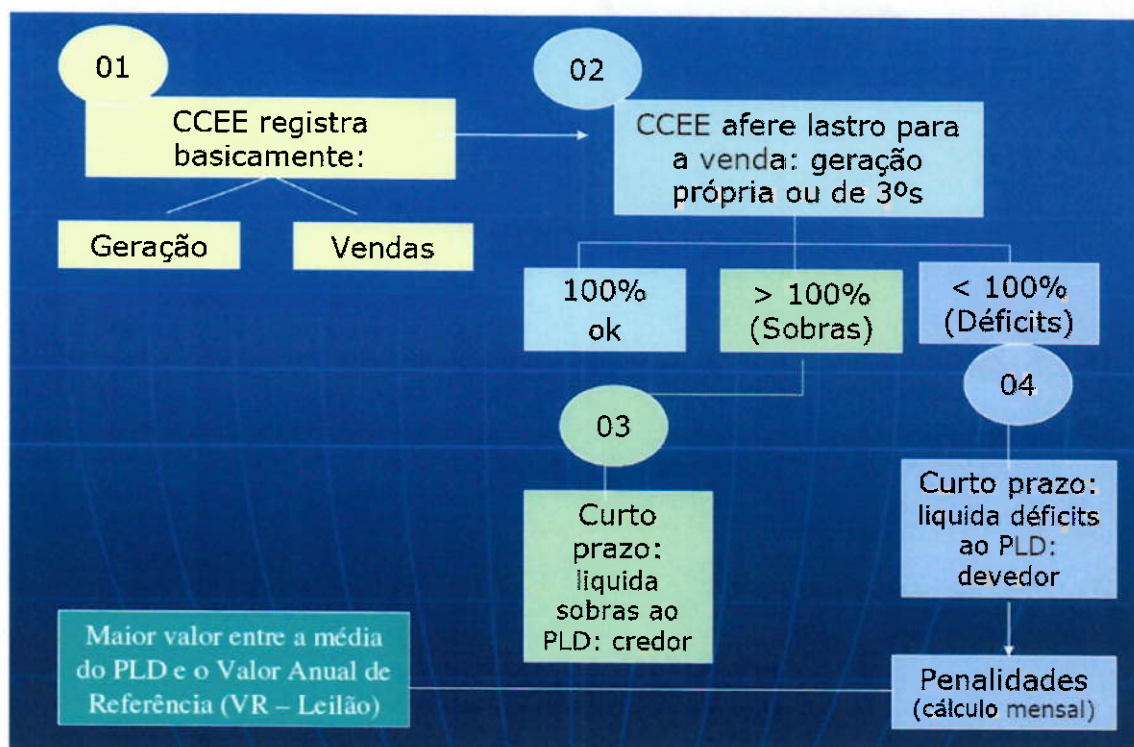 01
CCEE registra
basicamente:
Geração
Vendas
02
CCEE afere lastro para
a venda: geração
própria ou de 3ºs
100%
ok
> 100%
(Sobras)
< 100%
(Déficits)
03
Curto
prazo:
liquida
sobras ao
PLD: credor
04
Curto prazo:
liquida déficits
ao PLD:
devedor
Penalidades
(cálculo mensal)
Maior valor entre a média
do PLD e o Valor Anual de
Referência (VR – Leilão)